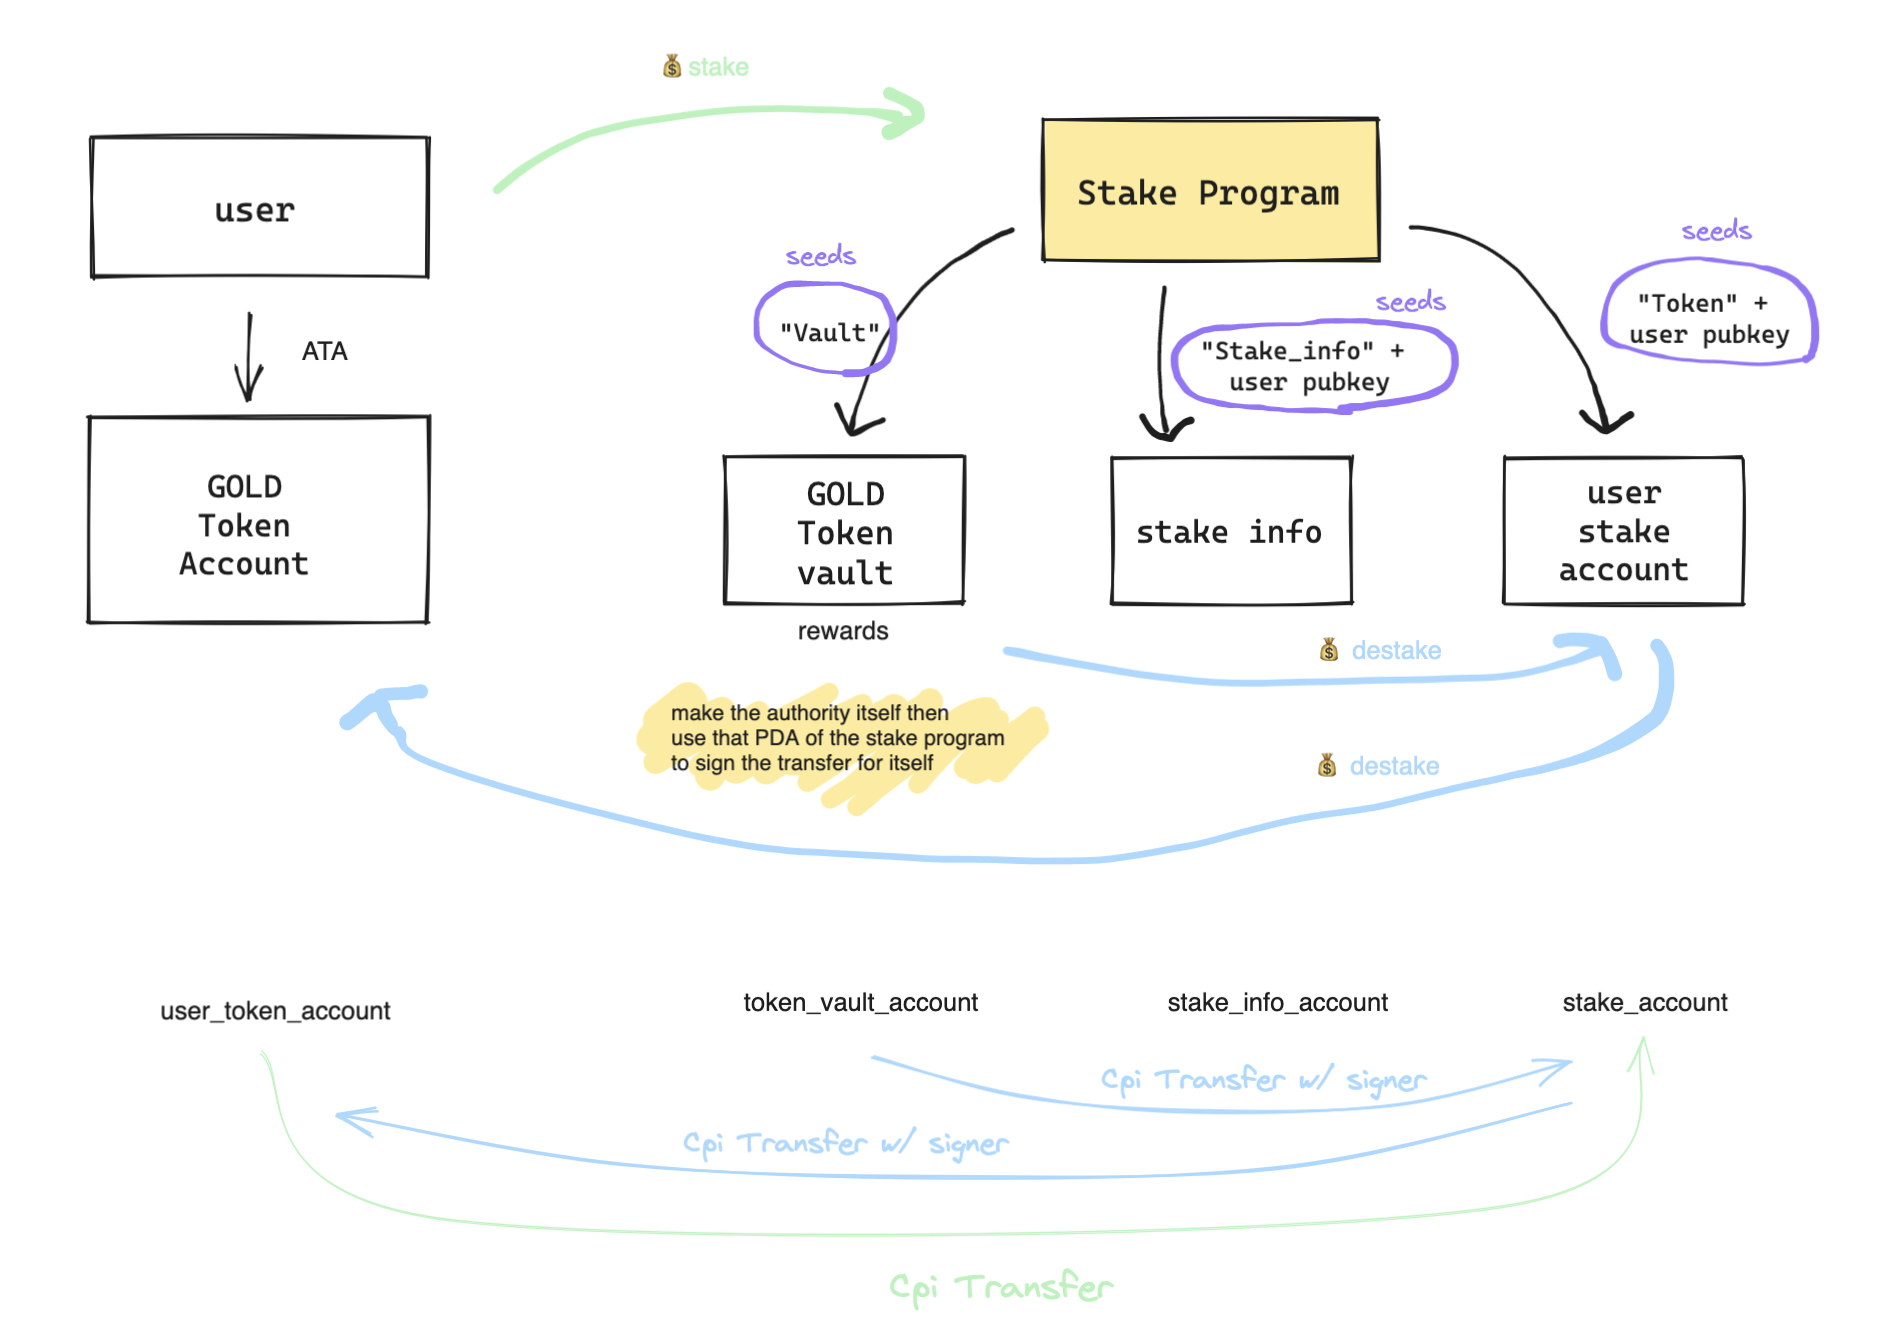 stake
user
Stake Program
seeds
"Vault"
seeds
"Stake_info" +
user pubkey
seeds
"Token" +
user pubkey
ATA
GOLD
Token
Account
GOLD
Token
vault
rewards
stake info
user
stake
account
destake
make the authority itself then
use that PDA of the stake program
to sign the transfer for itself
destake
user_token_account
token_vault_account
stake_info_account
stake_account
Cpi Transfer w/ signer
Cpi Transfer w/ signer
Cpi Transfer